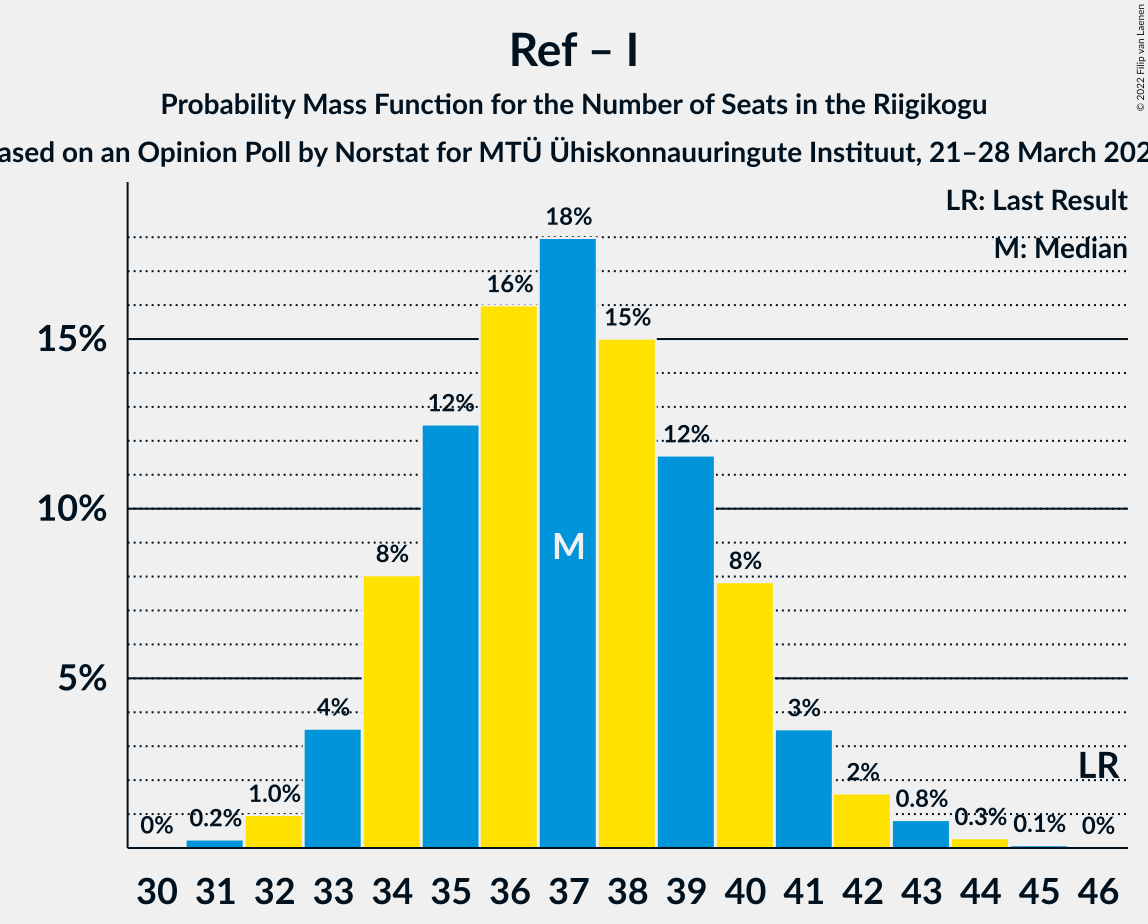 Ref – I
Probability Mass Function for the Number of Seats in the Riigikogu
ased on an Opinion Poll by Norstat for MTÜ Ühiskonnauuringute Instituut, 21–28 March 202
© 2022 Filip van Laenen
LR: Last Result
M: Median
15%
10%
5%
0%
0.2%
1.0%
4%
8%
12%
16%
18%
15%
12%
8%
3%
2%
0.8%
0.3%
0.1%
0%
M
LR
30 31 32 33 34 35 36 37 38 39 40 41 42 43 44 45 46